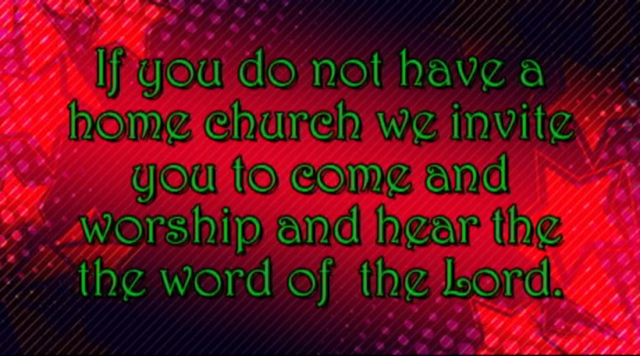 If you do not have a
home church we invite
you to come and
worship and hear the
the word of  the Lord.